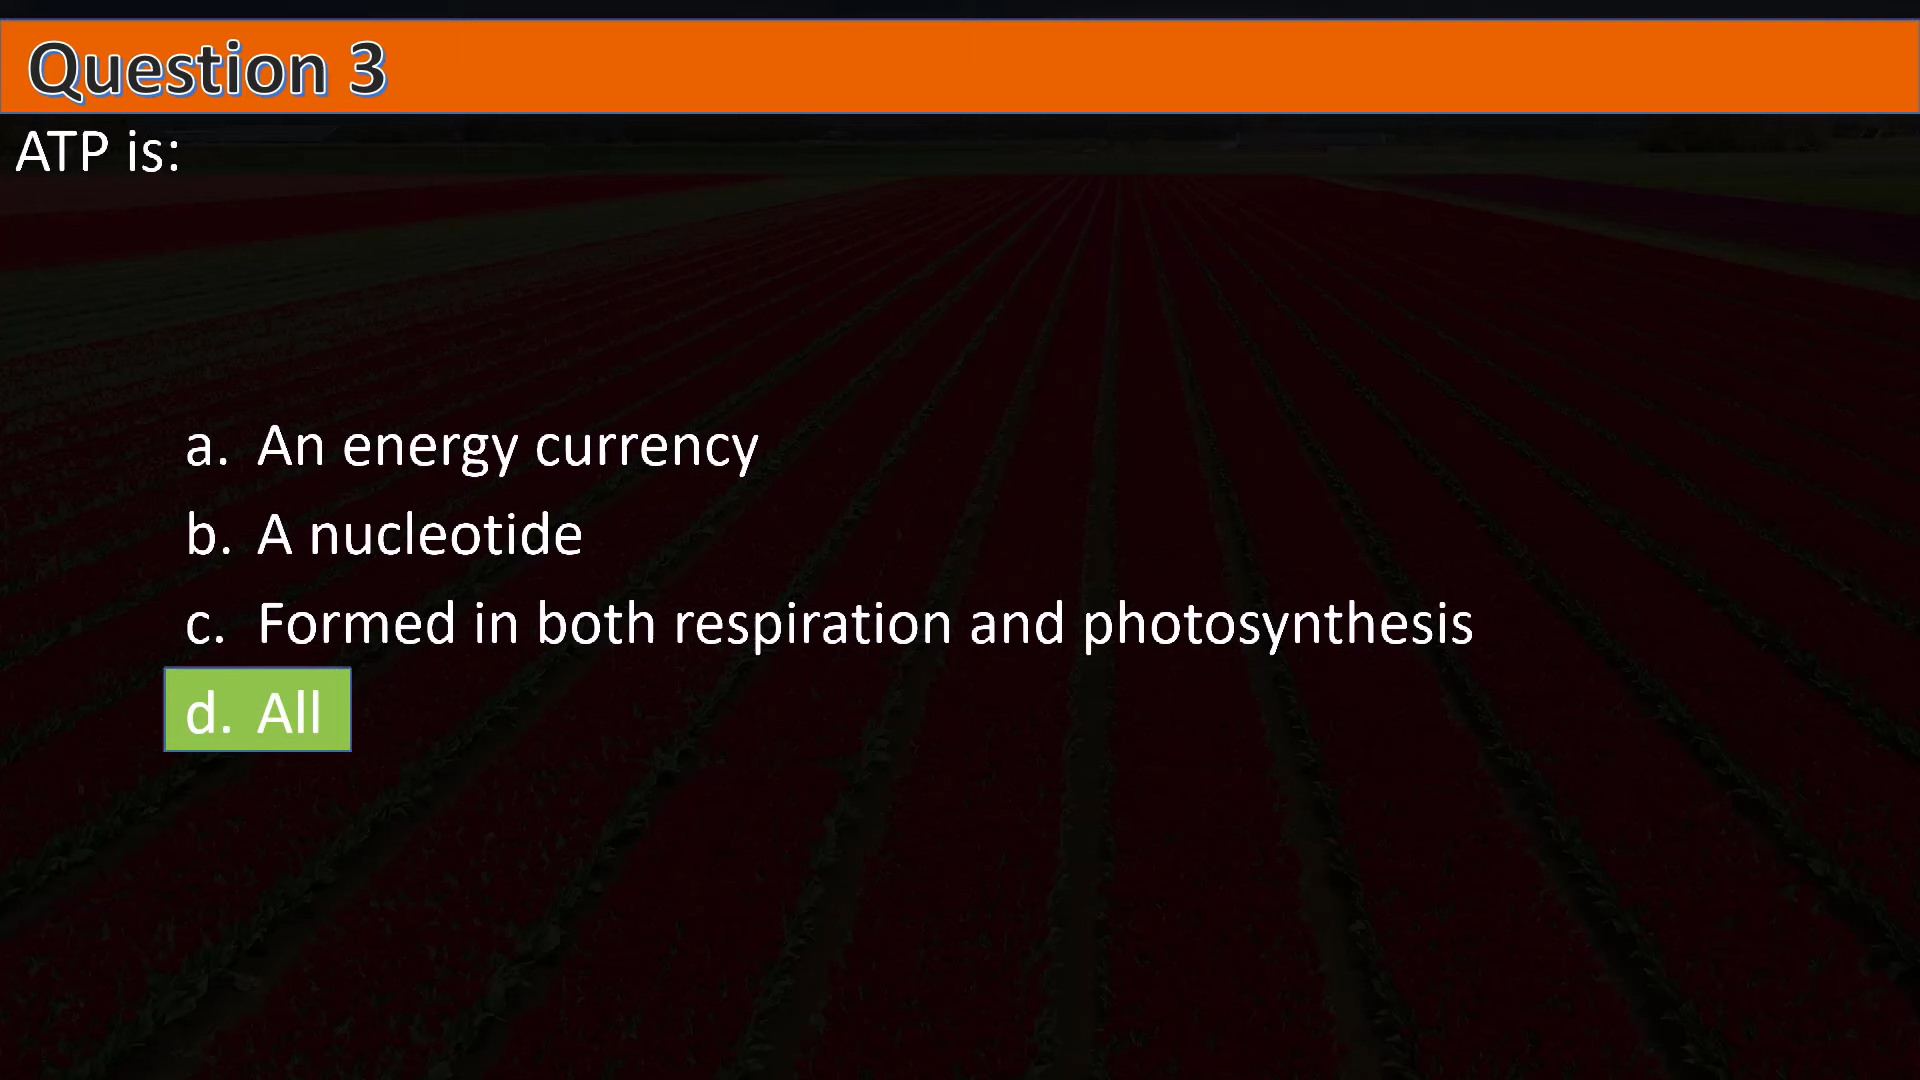 Question 3
ATP is:
a. An energy currency
b. A nucleotide
c. Formed in both respiration and photosynthesis
d. All